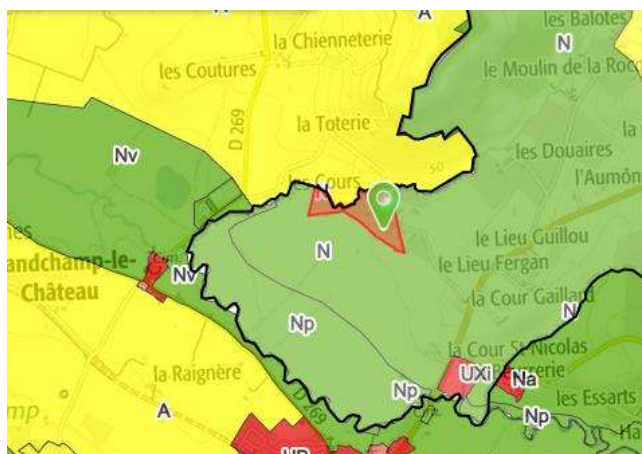 les Balotes
A
la Chienneterie
N
les Coutures
le Moulin de la Roc
D 269
la Toterie
la
Nv
les Douaires
50
l'Aumôn
les Cours
N
le Lieu Guillou
N
Nv
andchamp-le-
Château
le Lieu Fergan
la Cour Gaillard
N
Np
la Cour St-Nicolas
la Raignère
UXi
Na
Np
les Essarts
A
D 269
Np
Ha